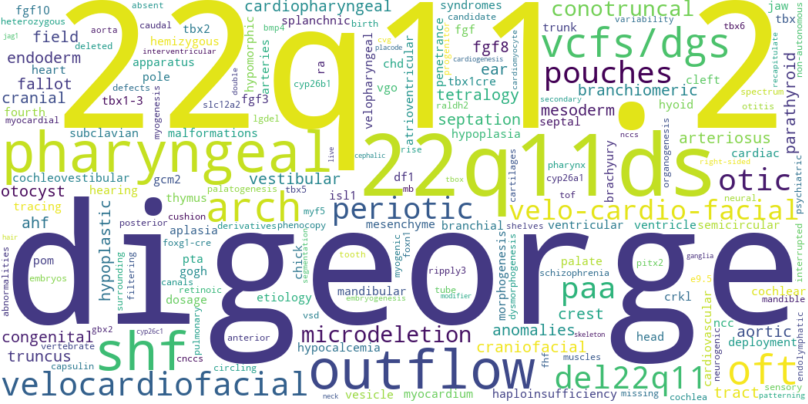 fgf10 absent cardiopharyngeal syndromes conotruncal variability jaw
heterozygous caudal tbx2 splanchnic birth candidate tbx6 tbx
jag1 aorta 22q11.2 hemizygous bmp4 fgf vcfs/dgs non-autonomous
field deleted interventricular hypomorphic arteries velopharyngeal placode cvg penetrance fgf8 cardiomyocyte recapitulate
endoderm apparatus double ra chd cardiogenesis ear pouches parathyroid
heart pole defects slc12a2 cyp26b1 vgo atrioventricular tbx1cre branchiomeric cleft spectrum
fallot tbx1-3 fgf3 raldh2 tetralogy secondary mesoderm hyoid otitis
cranial myogenesis lgdel septation septal nccs
fourth myocardial subclavian malformations live cephalic rise hypoplasia pharynx brachyury organogenesis arteriosus
pharyngeal 22q11ds cartilages cyp26a1 cardiac right-sided psychiatric
cochleovestibular gcm2 vestibular df1 mb tbox tof otic
otocyst hearing palatogenesis tbx5 isl1 neural
tracing thymus arch myf5 periotic velo-cardio-facial
ahf posterior cushion derivatives phenocopy mesenchyme branchial shelves ventricular ventricle semicircular interrupted
hair aplasia foxg1-cre chick segmentation myogenic foxn1 morphogenesis dysmorphogenesis palate pitx2 ganglia
abnormalities pom hypoplastic surrounding filtering pta tooth ripply3 schizophrenia e9.5
embryos gogh canals digeorge mandibular tube paa cochlear
retinoic dosage etiology embryogenesis modifier crkl mandible
congenital gbx2 cyp26c1 pulmonary anterior vsd microdeletion anomalies crest ncc cardiovascular aortic
truncus vertebrate shf hypocalcemia skeleton craniofacial head neurogenic deployment endolymphatic
capsulin cnccs circling outflow fhf muscles del22q11 oft
velocardiofacial neck vesicle myocardium haploinsufficiency missing cochlea tract sensory patterning